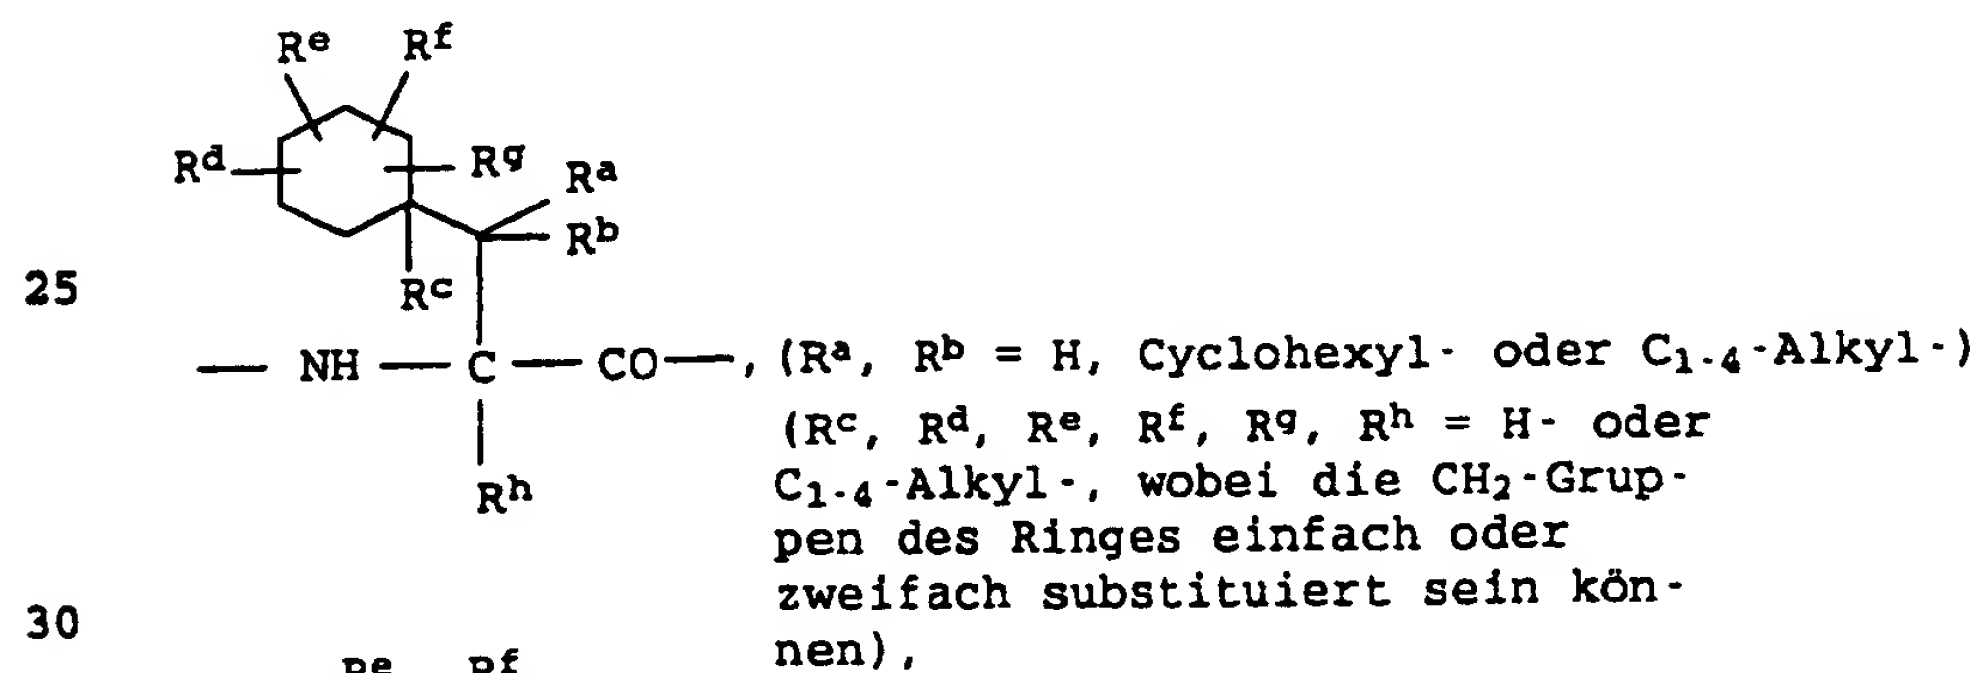 Re Rf
Rd Rg Ra
Rb
25 Rc
— NH — C — CO—, (Ra, Rb = H, Cyclohexyl- oder C1-4-Alkyl-)
(Rc, Rd, Re, Rf, Rg, Rh = H- oder
Rh C1-4-Alkyl-, wobei die CH2-Grup-
pen des Ringes einfach oder
zweifach substituiert sein kön-
30 nen),
Re Rf